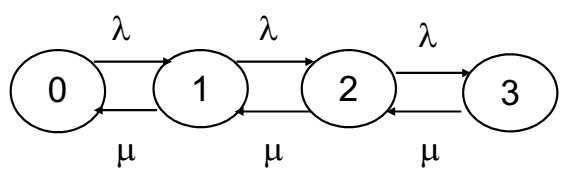 λ λ λ
0 1 2 3
μ μ μ